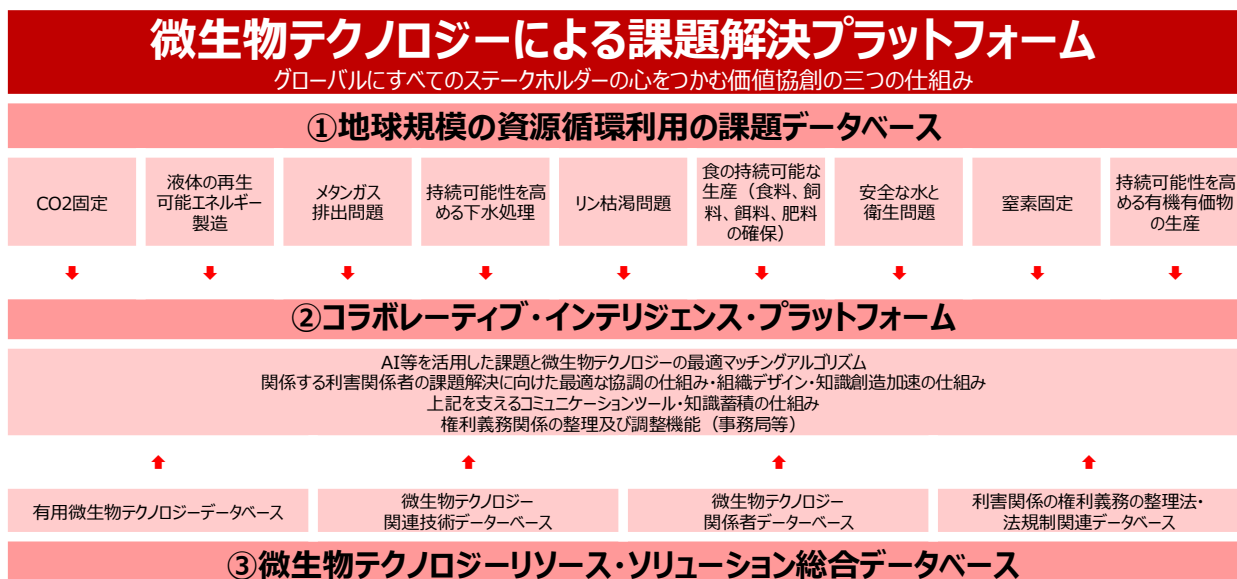 微生物テクノロジーによる課題解決プラットフォーム
グローバルにすべてのステークホルダーの心をつかむ価値協創の三つの仕組み
①地球規模の資源循環利用の課題データベース
CO2固定
液体の再生
可能エネルギー
製造
メタンガス
排出問題
持続可能性を高
める下水処理
リン枯渇問題
食の持続可能な
生産（食料、飼
料、餌料、肥料
の確保）
安全な水と
衛生問題
窒素固定
持続可能性を高
める有機有価物
の生産
②コラボレーティブ・インテリジェンス・プラットフォーム
AI等を活用した課題と微生物テクノロジーの最適マッチングアルゴリズム
関係する利害関係者の課題解決に向けた最適な協調の仕組み・組織デザイン・知識創造加速の仕組み
上記を支えるコミュニケーションツール・知識蓄積の仕組み
権利義務関係の整理及び調整機能（事務局等）
有用微生物テクノロジーデータベース
微生物テクノロジー
関連技術データーベース
微生物テクノロジー
関係者データーベース
利害関係の権利義務の整理法・
法規制関連データベース
③微生物テクノロジーリソース・ソリューション総合データベース